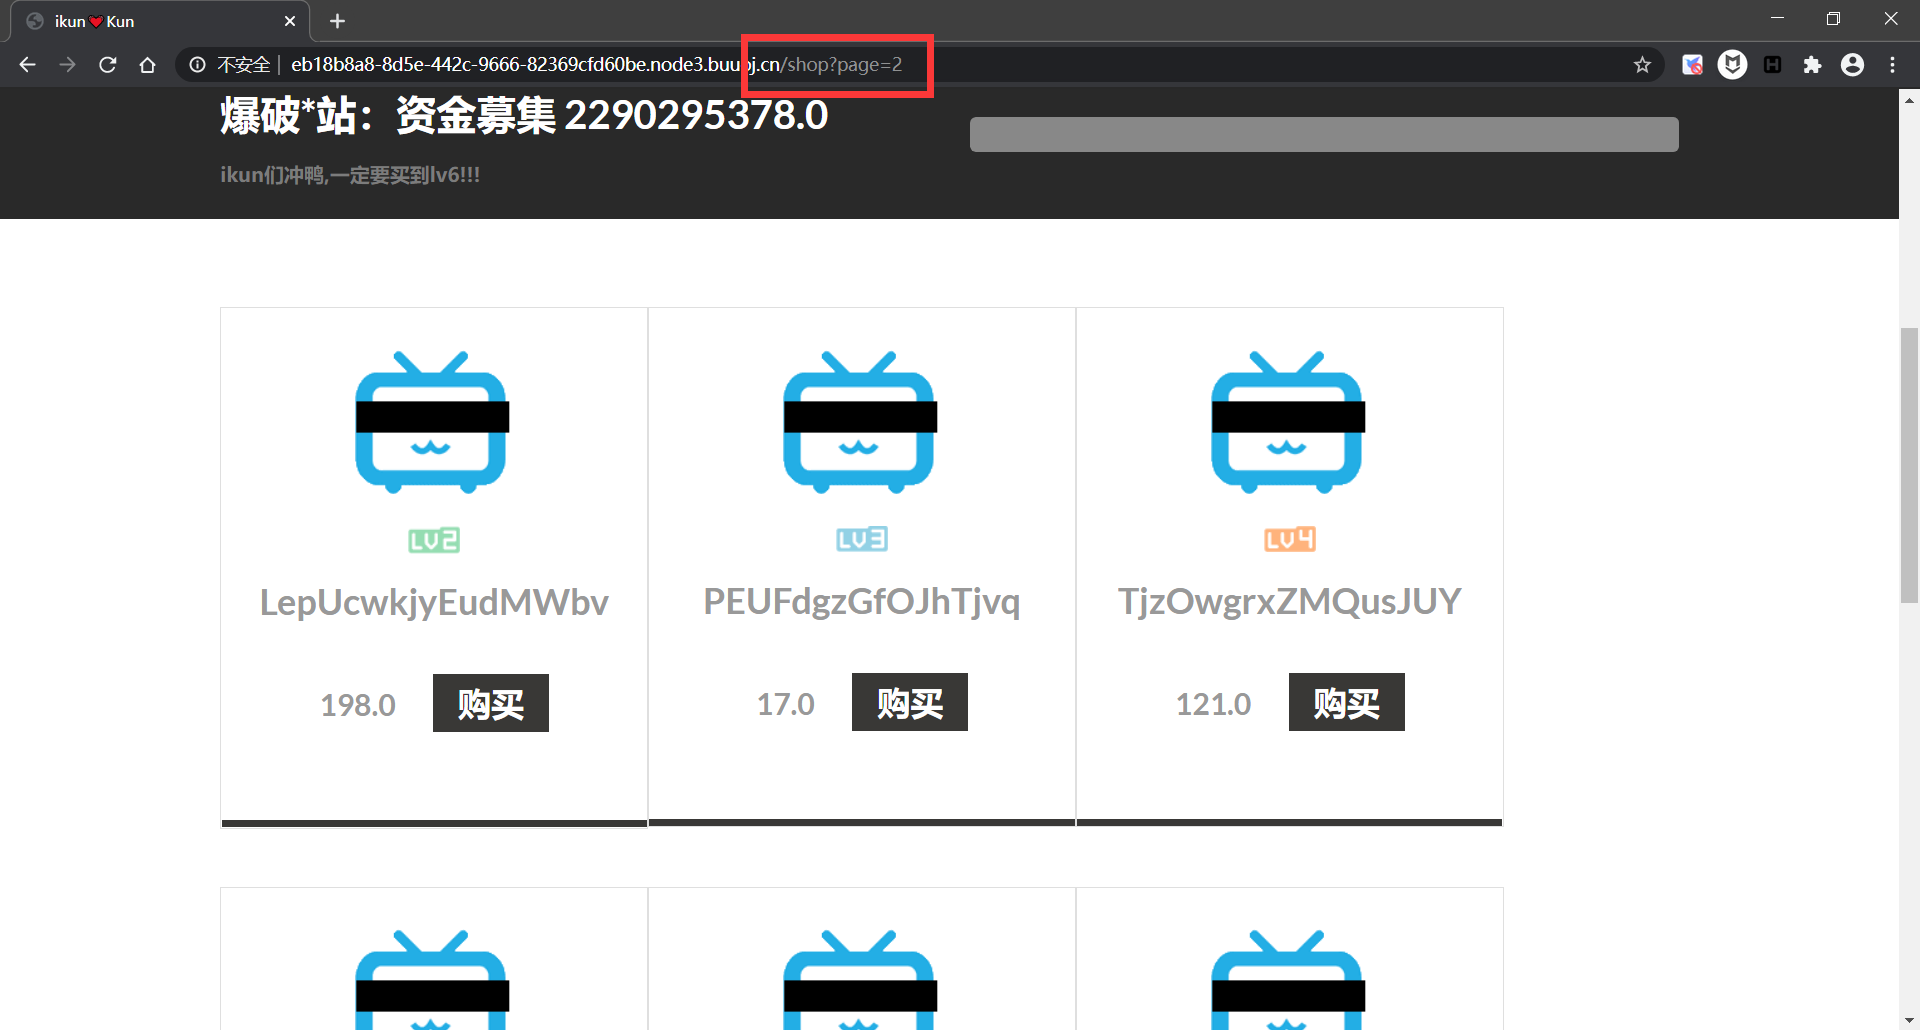 ikun❤Kun
不安全 | eb18b8a8-8d5e-442c-9666-82369cfd60be.node3.buuoj.cn/shop?page=2
爆破*站：资金募集 2290295378.0
ikun们冲鸭,一定要买到lv6!!!
LV2
LV3
LV4
LepUcwkjyEudMWbv
PEUFdgzGfOJhTjvq
TjzOwgrxZMQusJUY
198.0 购买
17.0 购买
121.0 购买